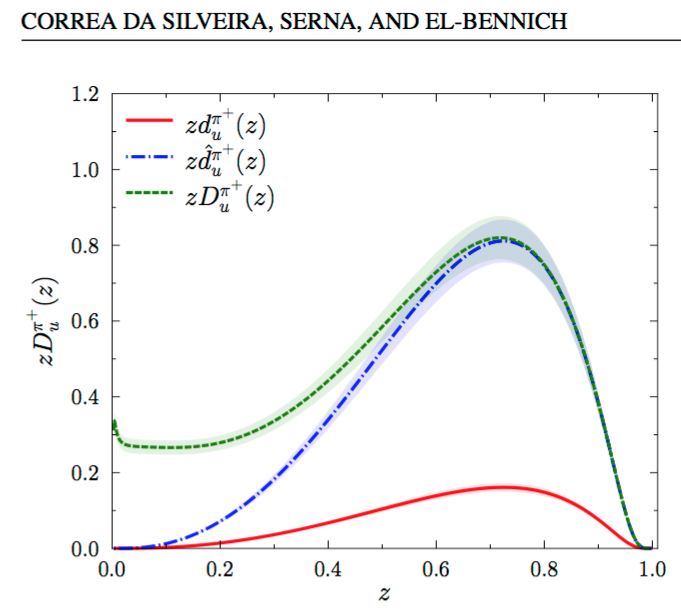 CORREA DA SILVEIRA, SERNA, AND EL-BENNICH
1.2
1.0
0.8
0.6
0.4
0.2
0.0
zD_u^{π^+}(z)
zd_u^{π^+}(z)
zd̂_u^{π^+}(z)
zD_u^{π^+}(z)
0.0 0.2 0.4 0.6 0.8 1.0
z